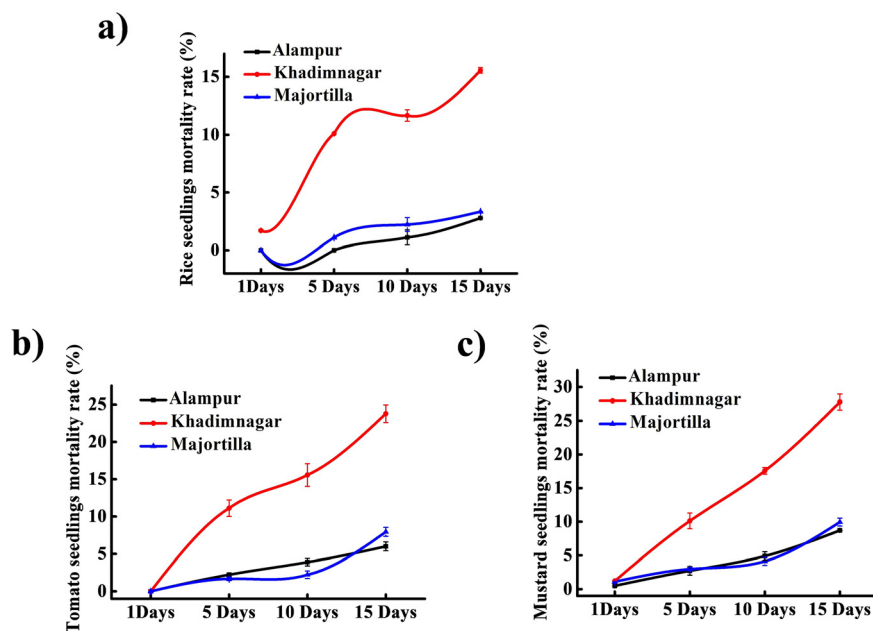 a)
Rice seedlings mortality rate (%)
Alampur
Khadimnagar
Majortilla
15
10
5
0
1Days 5 Days 10 Days 15 Days
b)
Tomato seedlings mortality rate (%)
Alampur
Khadimnagar
Majortilla
25
20
15
10
5
0
1Days 5 Days 10 Days 15 Days
c)
Mustard seedlings mortality rate (%)
Alampur
Khadimnagar
Majortilla
30
25
20
15
10
5
0
1Days 5 Days 10 Days 15 Days